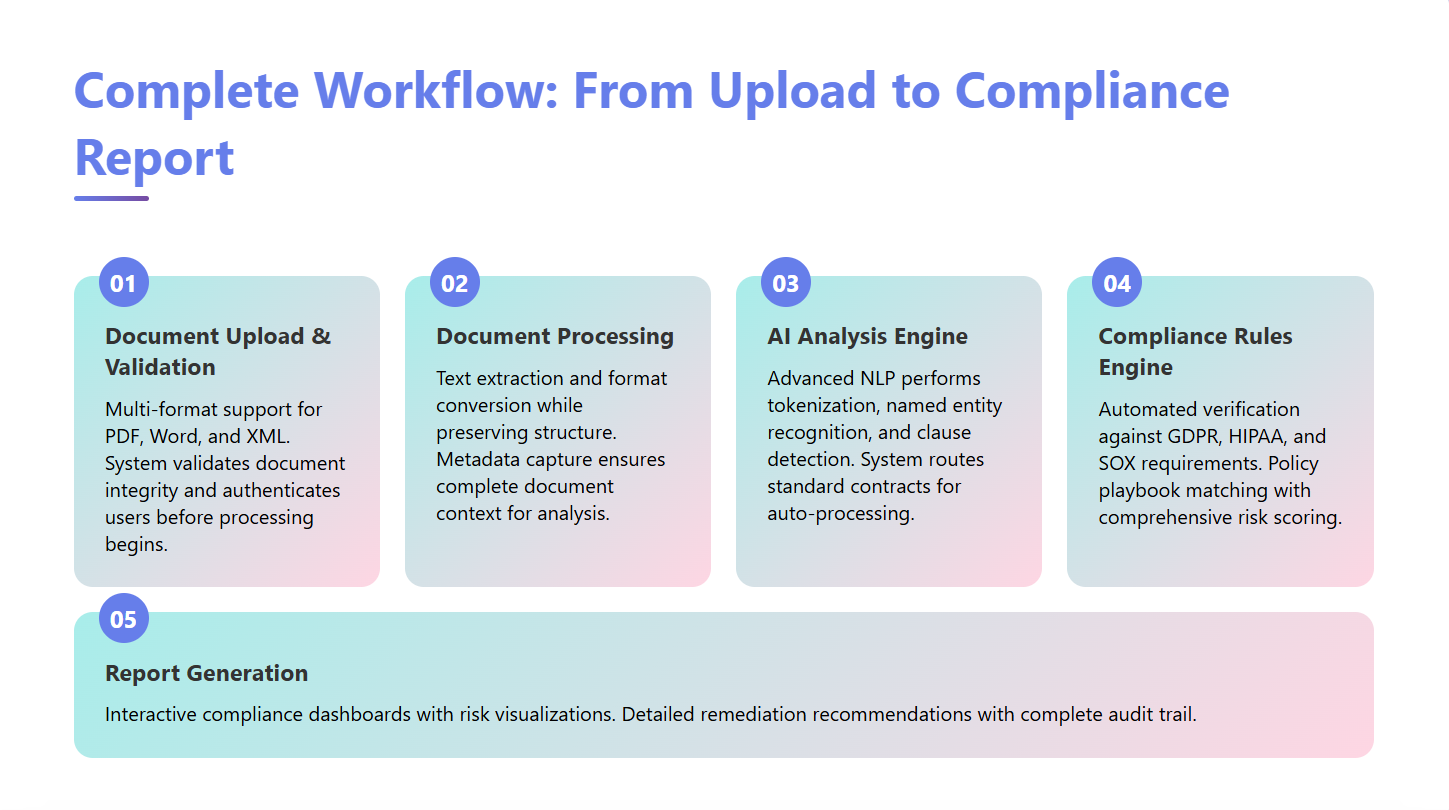 Complete Workflow: From Upload to Compliance
Report
01
Document Upload &
Validation
Multi-format support for
PDF, Word, and XML.
System validates document
integrity and authenticates
users before processing
begins.
02
Document Processing
Text extraction and format
conversion while
preserving structure.
Metadata capture ensures
complete document
context for analysis.
03
AI Analysis Engine
Advanced NLP performs
tokenization, named entity
recognition, and clause
detection. System routes
standard contracts for
auto-processing.
04
Compliance Rules
Engine
Automated verification
against GDPR, HIPAA, and
SOX requirements. Policy
playbook matching with
comprehensive risk scoring.
05
Report Generation
Interactive compliance dashboards with risk visualizations. Detailed remediation recommendations with complete audit trail.